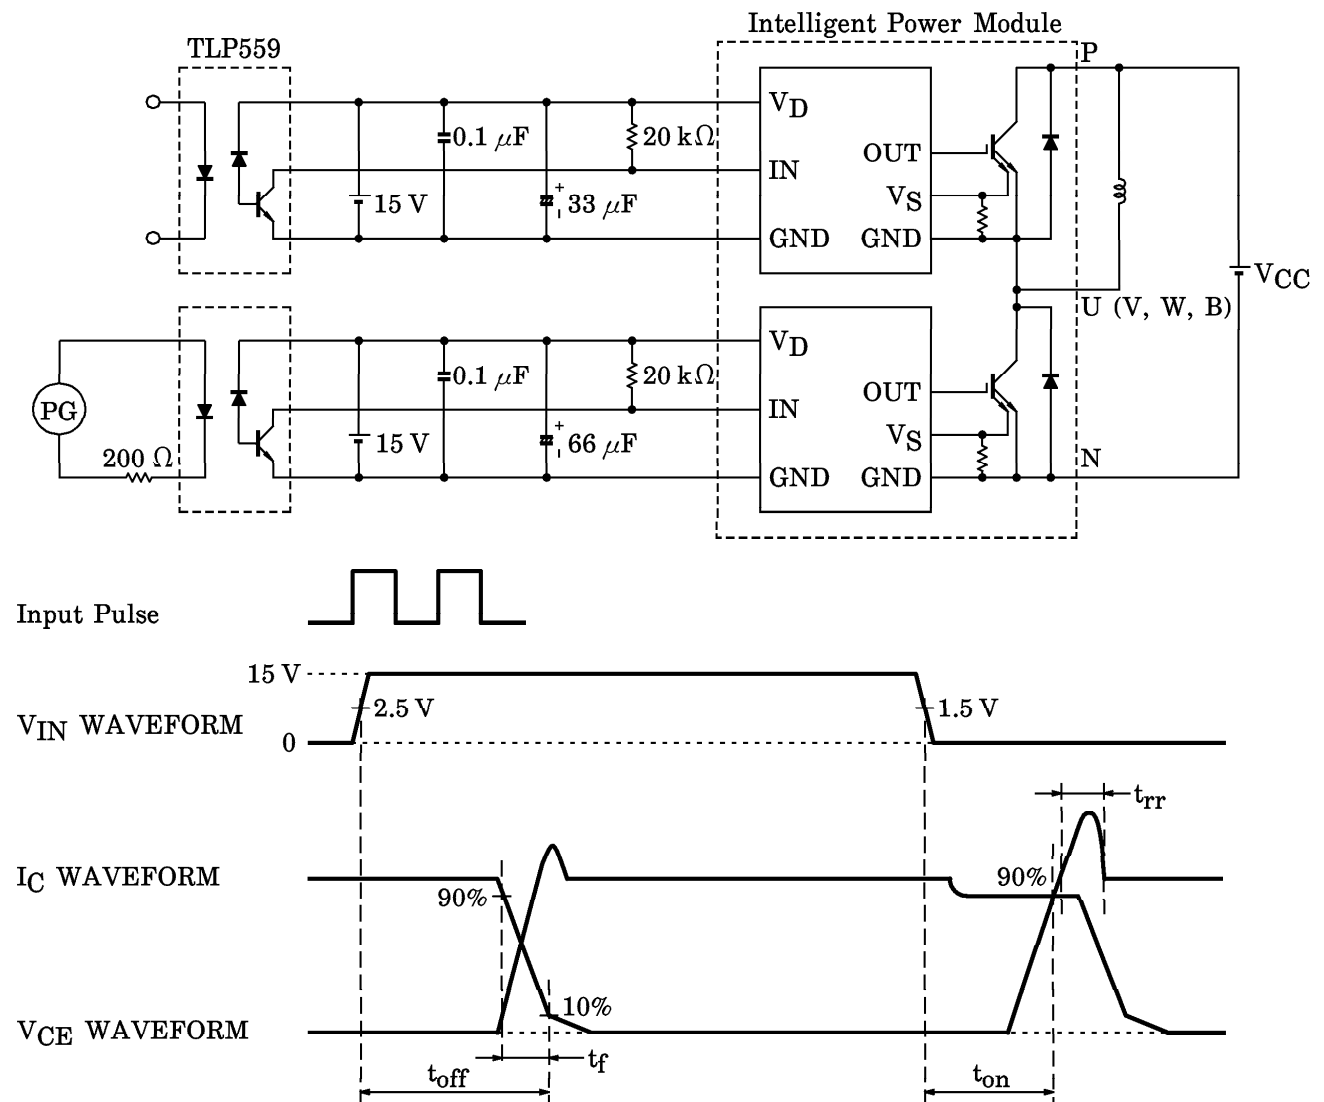 Intelligent Power Module
TLP559
P
VD
0.1 μF
20 kΩ
OUT
IN
15 V
+
-
33 μF
VS
GND
GND
VCC
U (V, W, B)
VD
0.1 μF
20 kΩ
OUT
PG
IN
15 V
+
-
66 μF
VS
200 Ω
N
GND
GND
Input Pulse
15 V
2.5 V
1.5 V
VIN WAVEFORM
0
trr
IC WAVEFORM
90%
90%
10%
VCE WAVEFORM
tf
toff
ton